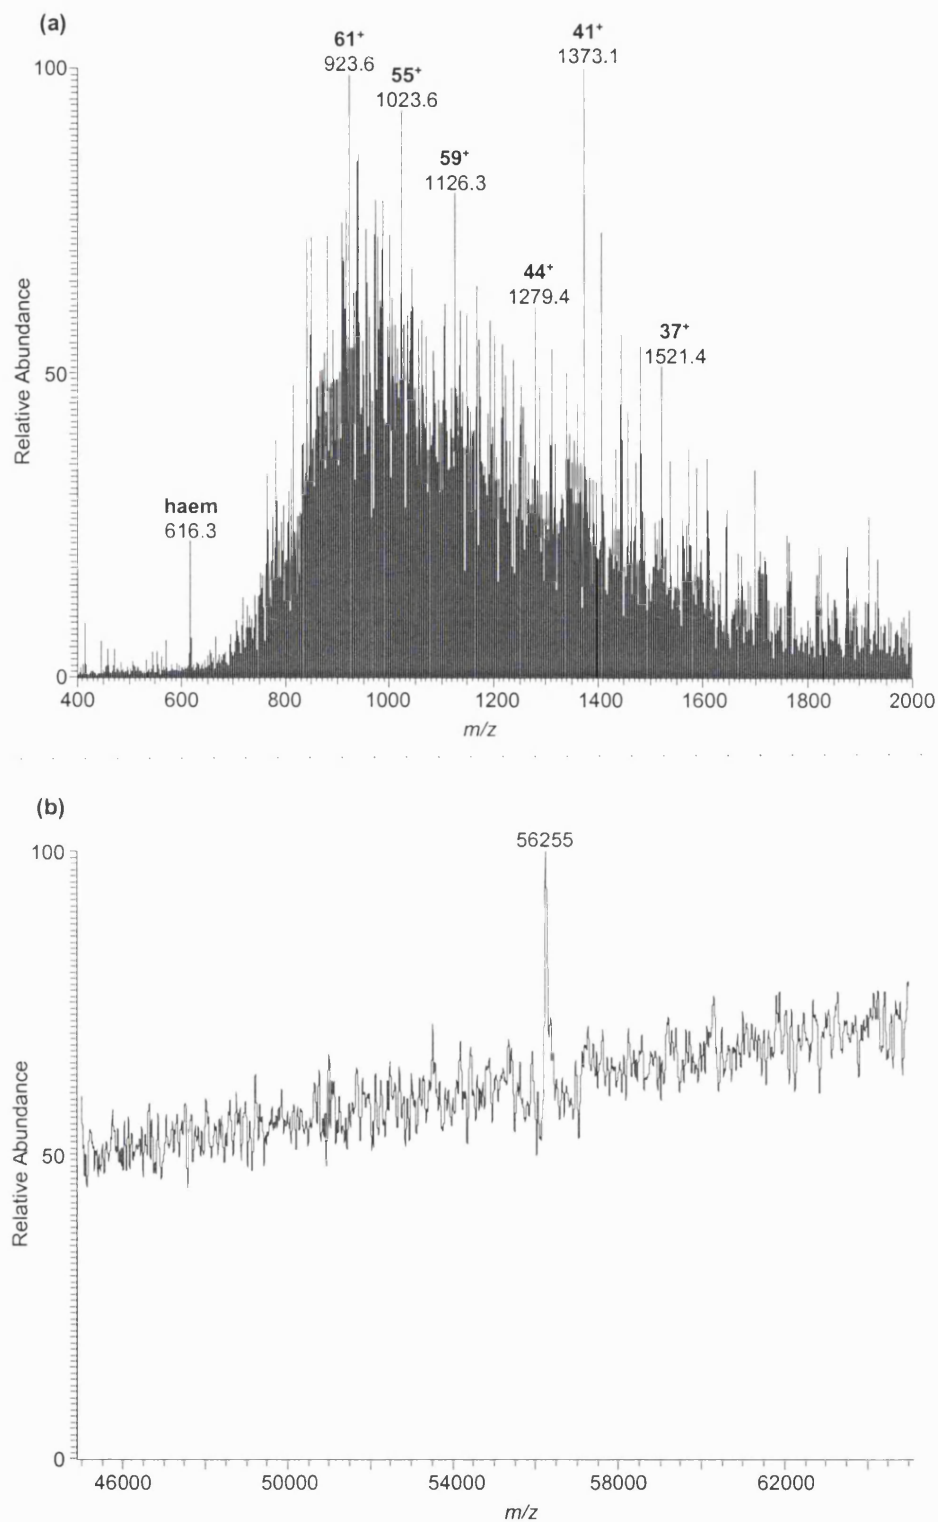 (a)
61+
923.6
55+
1023.6
59+
1126.3
44+
1279.4
41+
1373.1
37+
1521.4
haem
616.3
100
50
0
Relative Abundance
400 600 800 1000 1200 1400 1600 1800 2000
m/z
(b)
56255
100
50
0
Relative Abundance
46000 50000 54000 58000 62000
m/z